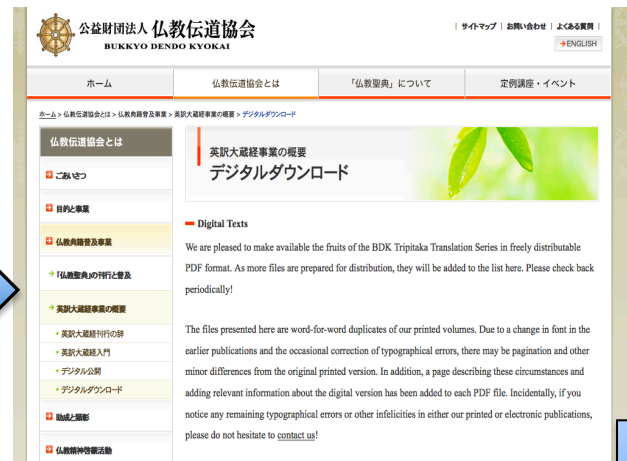 公益財団法人 仏教伝道協会
BUKKYO DENDO KYOKAI
| サイトマップ | お問い合わせ | よくある質問 |
→ENGLISH
ホーム 仏教伝道協会とは 「仏教聖典」について 定例講座・イベント
ホーム > 仏教伝道協会とは > 仏教典籍普及事業 > 英訳大蔵経事業の概要 > デジタルダウンロード
仏教伝道協会とは
ごあいさつ
目的と事業
仏教典籍普及事業
「仏教聖典」の刊行と普及
英訳大蔵経事業の概要
英訳大蔵経刊行の辞
英訳大蔵経入門
デジタル公開
デジタルダウンロード
助成と顕彰
仏教精神啓蒙活動
英訳大蔵経事業の概要
デジタルダウンロード
Digital Texts
We are pleased to make available the fruits of the BDK Tripitaka Translation Series in freely distributable
PDF format. As more files are prepared for distribution, they will be added to the list here. Please check back
periodically!
The files presented here are word-for-word duplicates of our printed volumes. Due to a change in font in the
earlier publications and the occasional correction of typographical errors, there may be pagination and other
minor differences from the original printed version. In addition, a page describing these circumstances and
adding relevant information about the digital version has been added to each PDF file. Incidentally, if you
notice any remaining typographical errors or other infelicities in either our printed or electronic publications,
please do not hesitate to contact us!